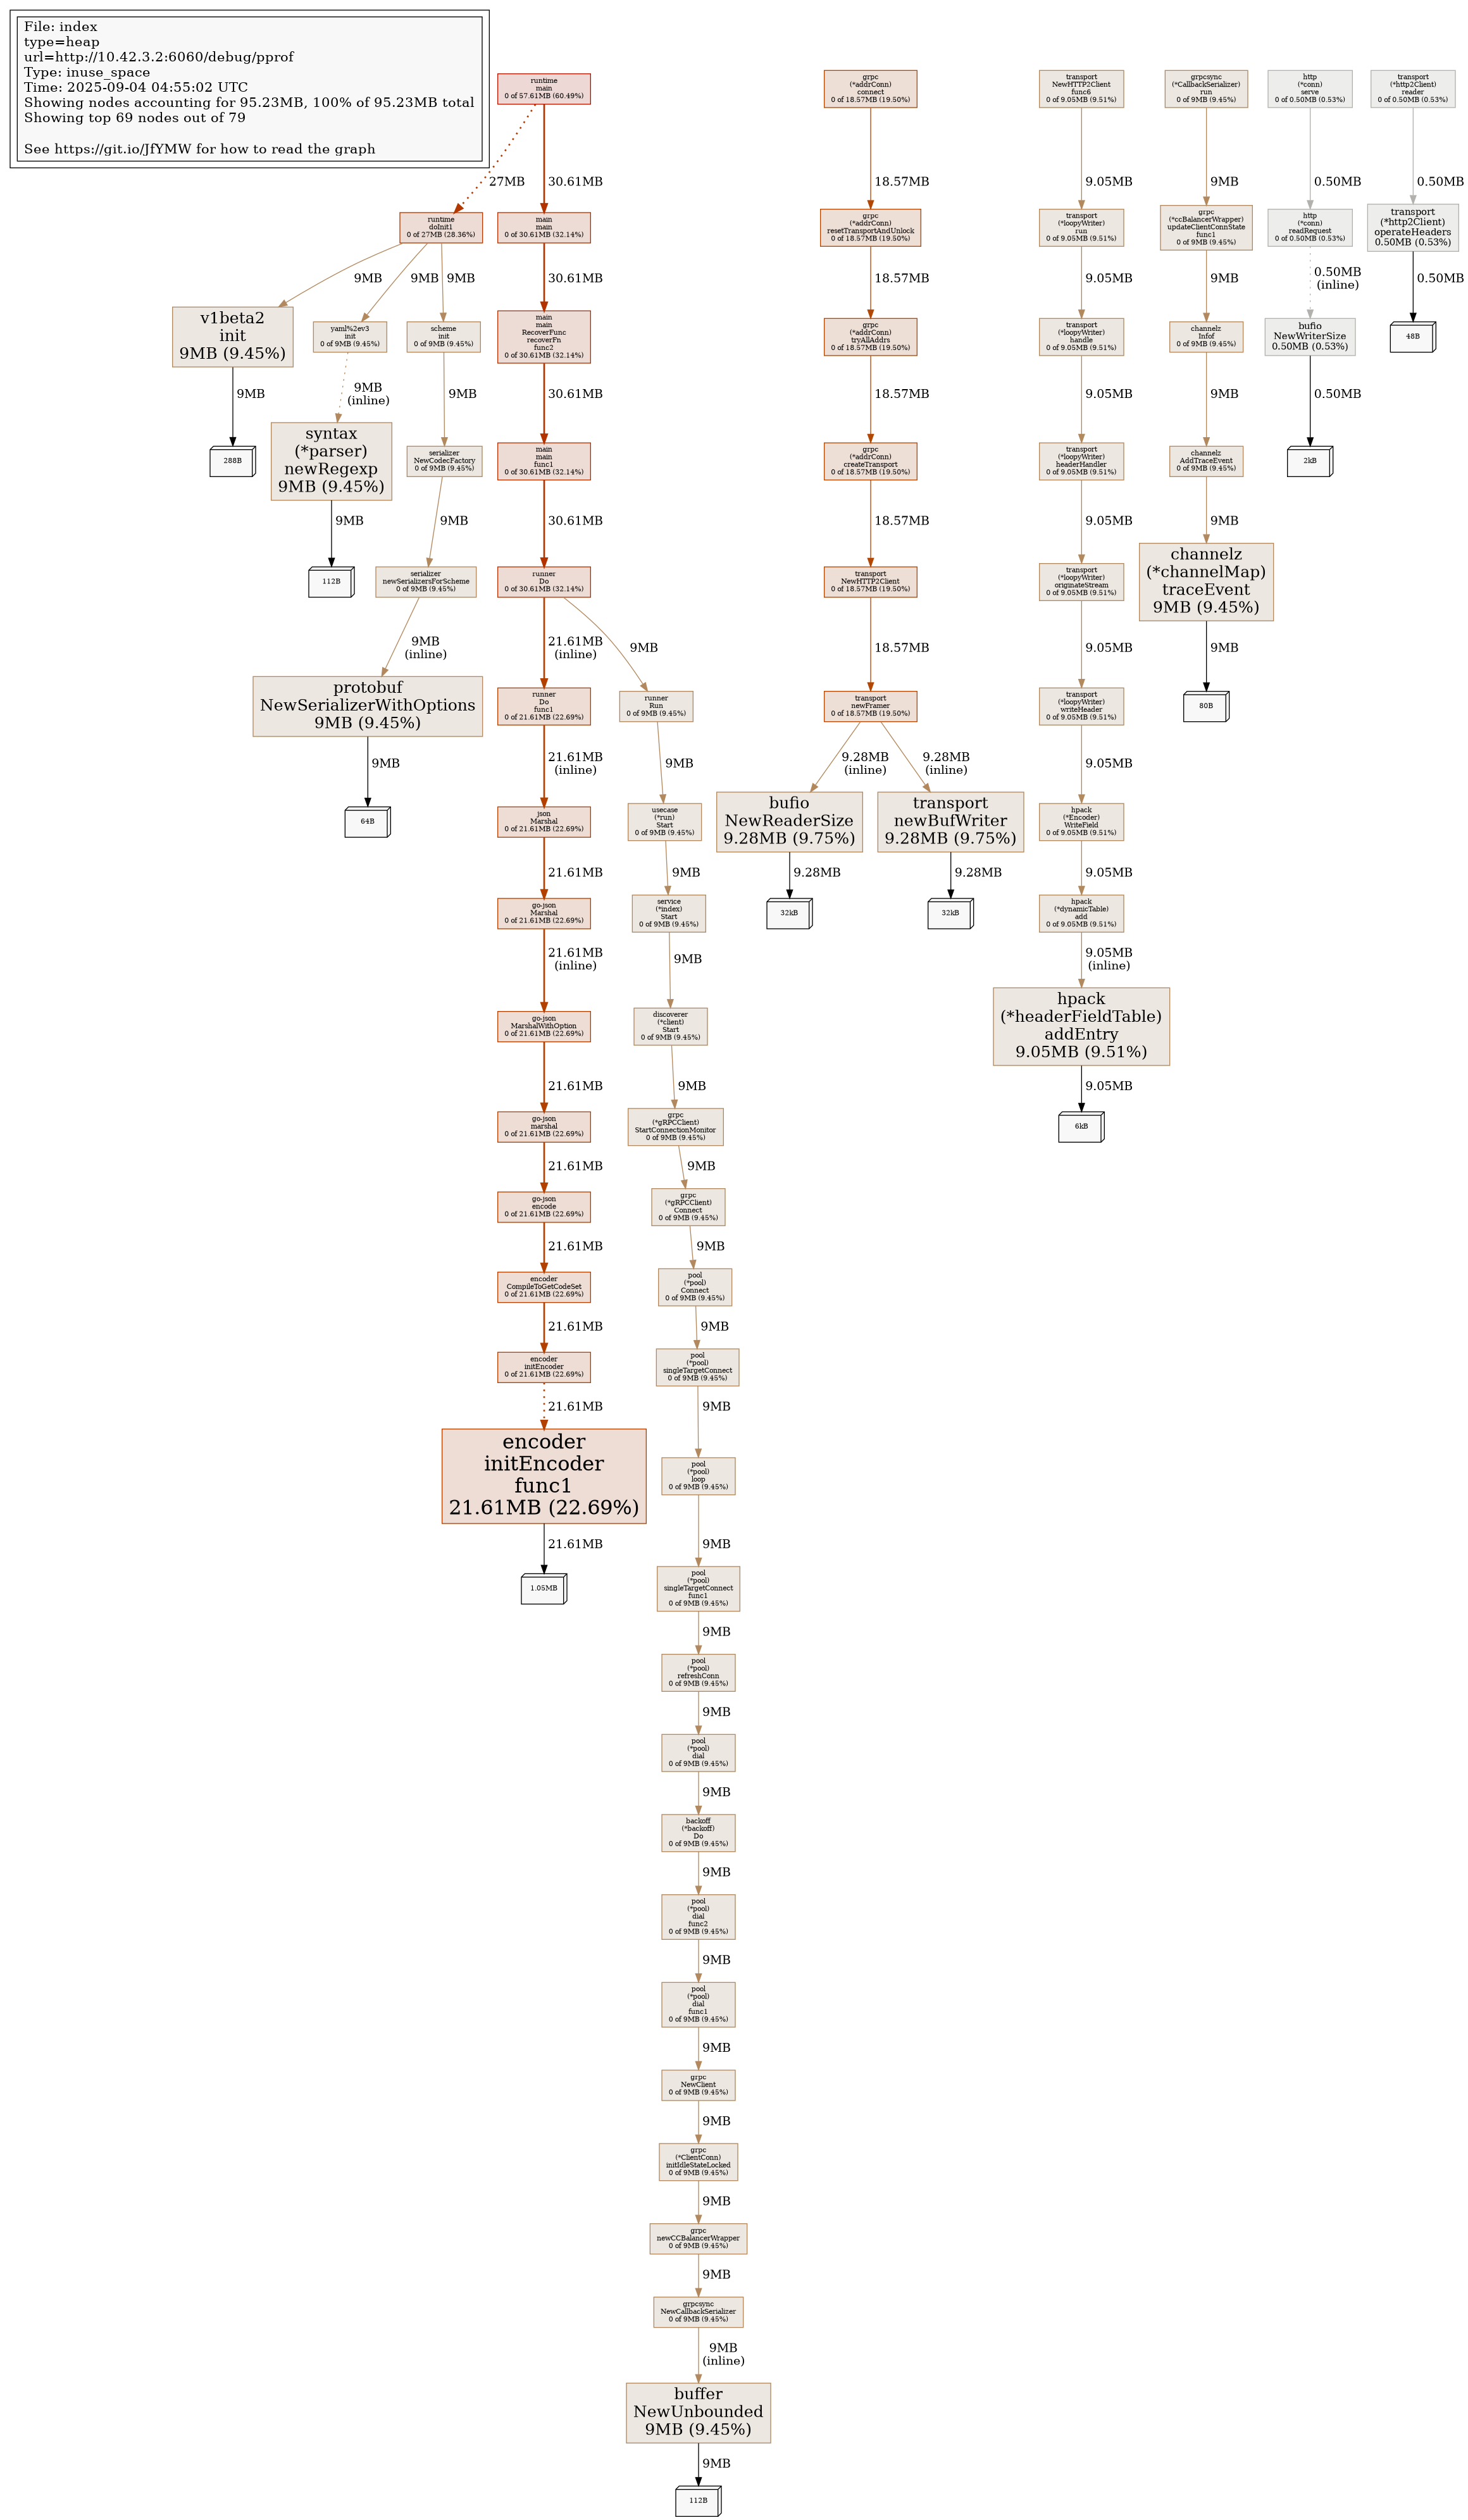 File: index
type=heap
url=http://10.42.3.2:6060/debug/pprof
Type: inuse_space
Time: 2025-09-04 04:55:02 UTC
Showing nodes accounting for 95.23MB, 100% of 95.23MB total
Showing top 69 nodes out of 79
See https://git.io/JfYMW for how to read the graph
runtime
main
0 of 57.61MB (60.49%)
27MB
30.61MB
runtime
doInit1
0 of 27MB (28.36%)
9MB
9MB
9MB
v1beta2
init
9MB (9.45%)
9MB
288B
yaml%2ev3
init
0 of 9MB (9.45%)
9MB
(inline)
syntax
(*parser)
newRegexp
9MB (9.45%)
9MB
112B
scheme
init
0 of 9MB (9.45%)
9MB
serializer
NewCodecFactory
0 of 9MB (9.45%)
9MB
serializer
newSerializersForScheme
0 of 9MB (9.45%)
9MB
(inline)
protobuf
NewSerializerWithOptions
9MB (9.45%)
9MB
64B
main
main
0 of 30.61MB (32.14%)
30.61MB
main
main
RecoverFunc
recoverFn
func2
0 of 30.61MB (32.14%)
30.61MB
main
main
func1
0 of 30.61MB (32.14%)
30.61MB
runner
Do
0 of 30.61MB (32.14%)
21.61MB
(inline)
9MB
runner
Do
func1
0 of 21.61MB (22.69%)
21.61MB
(inline)
json
Marshal
0 of 21.61MB (22.69%)
21.61MB
go-json
Marshal
0 of 21.61MB (22.69%)
21.61MB
(inline)
go-json
MarshalWithOption
0 of 21.61MB (22.69%)
21.61MB
go-json
marshal
0 of 21.61MB (22.69%)
21.61MB
go-json
encode
0 of 21.61MB (22.69%)
21.61MB
encoder
CompileToGetCodeSet
0 of 21.61MB (22.69%)
21.61MB
encoder
initEncoder
0 of 21.61MB (22.69%)
21.61MB
encoder
initEncoder
func1
21.61MB (22.69%)
21.61MB
1.05MB
runner
Run
0 of 9MB (9.45%)
9MB
usecase
(*run)
Start
0 of 9MB (9.45%)
9MB
service
(*index)
Start
0 of 9MB (9.45%)
9MB
discoverer
(*client)
Start
0 of 9MB (9.45%)
9MB
grpc
(*gRPCClient)
StartConnectionMonitor
0 of 9MB (9.45%)
9MB
grpc
(*gRPCClient)
Connect
0 of 9MB (9.45%)
9MB
pool
(*pool)
Connect
0 of 9MB (9.45%)
9MB
pool
(*pool)
singleTargetConnect
0 of 9MB (9.45%)
9MB
pool
(*pool)
loop
0 of 9MB (9.45%)
9MB
pool
(*pool)
singleTargetConnect
func1
0 of 9MB (9.45%)
9MB
pool
(*pool)
refreshConn
0 of 9MB (9.45%)
9MB
pool
(*pool)
dial
0 of 9MB (9.45%)
9MB
backoff
(*backoff)
Do
0 of 9MB (9.45%)
9MB
pool
(*pool)
dial
func2
0 of 9MB (9.45%)
9MB
pool
(*pool)
dial
func1
0 of 9MB (9.45%)
9MB
grpc
NewClient
0 of 9MB (9.45%)
9MB
grpc
(*ClientConn)
initIdleStateLocked
0 of 9MB (9.45%)
9MB
grpc
newCCBalancerWrapper
0 of 9MB (9.45%)
9MB
grpcsync
NewCallbackSerializer
0 of 9MB (9.45%)
9MB
(inline)
buffer
NewUnbounded
9MB (9.45%)
9MB
112B
grpc
(*addrConn)
connect
0 of 18.57MB (19.50%)
18.57MB
grpc
(*addrConn)
resetTransportAndUnlock
0 of 18.57MB (19.50%)
18.57MB
grpc
(*addrConn)
tryAllAddrs
0 of 18.57MB (19.50%)
18.57MB
grpc
(*addrConn)
createTransport
0 of 18.57MB (19.50%)
18.57MB
transport
NewHTTP2Client
0 of 18.57MB (19.50%)
18.57MB
transport
newFramer
0 of 18.57MB (19.50%)
9.28MB
(inline)
9.28MB
(inline)
bufio
NewReaderSize
9.28MB (9.75%)
9.28MB
32kB
transport
newBufWriter
9.28MB (9.75%)
9.28MB
32kB
transport
NewHTTP2Client
func6
0 of 9.05MB (9.51%)
9.05MB
transport
(*loopyWriter)
run
0 of 9.05MB (9.51%)
9.05MB
transport
(*loopyWriter)
handle
0 of 9.05MB (9.51%)
9.05MB
transport
(*loopyWriter)
headerHandler
0 of 9.05MB (9.51%)
9.05MB
transport
(*loopyWriter)
originateStream
0 of 9.05MB (9.51%)
9.05MB
transport
(*loopyWriter)
writeHeader
0 of 9.05MB (9.51%)
9.05MB
hpack
(*Encoder)
WriteField
0 of 9.05MB (9.51%)
9.05MB
hpack
(*dynamicTable)
add
0 of 9.05MB (9.51%)
9.05MB
(inline)
hpack
(*headerFieldTable)
addEntry
9.05MB (9.51%)
9.05MB
6kB
grpcsync
(*CallbackSerializer)
run
0 of 9MB (9.45%)
9MB
grpc
(*ccBalancerWrapper)
updateClientConnState
func1
0 of 9MB (9.45%)
9MB
channelz
Infof
0 of 9MB (9.45%)
9MB
channelz
AddTraceEvent
0 of 9MB (9.45%)
9MB
channelz
(*channelMap)
traceEvent
9MB (9.45%)
9MB
80B
http
(*conn)
serve
0 of 0.50MB (0.53%)
0.50MB
http
(*conn)
readRequest
0 of 0.50MB (0.53%)
0.50MB
(inline)
bufio
NewWriterSize
0.50MB (0.53%)
0.50MB
2kB
transport
(*http2Client)
reader
0 of 0.50MB (0.53%)
0.50MB
transport
(*http2Client)
operateHeaders
0.50MB (0.53%)
0.50MB
48B